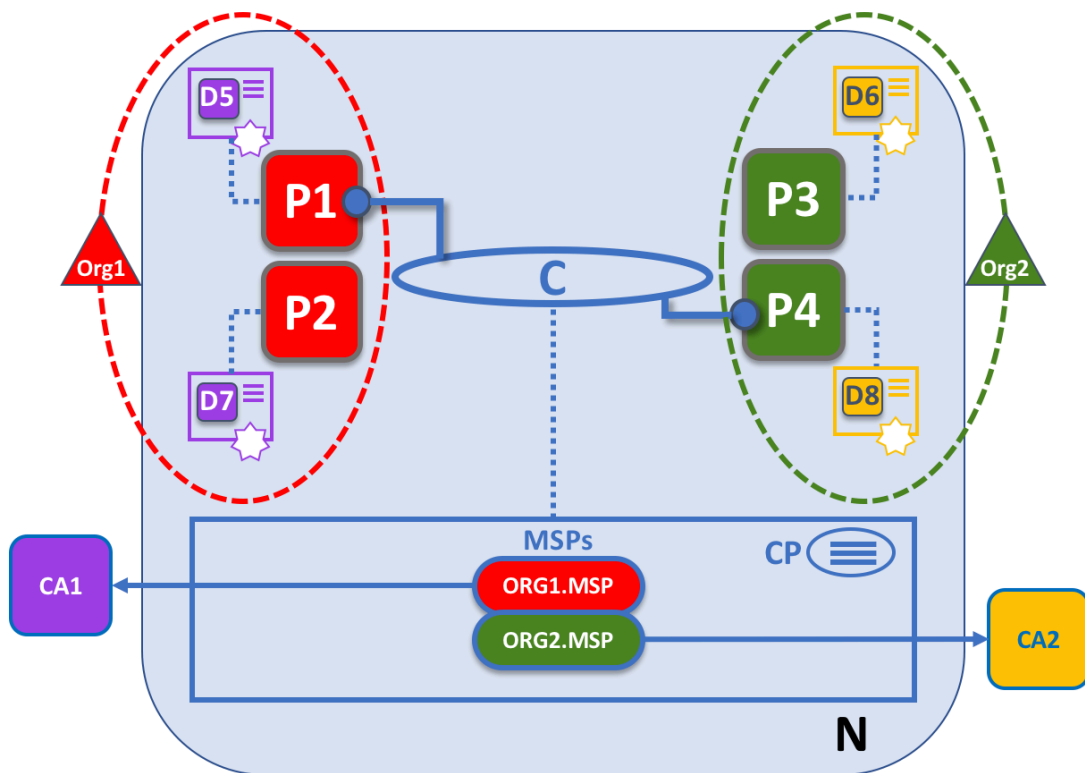 D5
D6
P1
P3
Org1
C
Org2
P2
P4
D7
D8
MSPs
CP
CA1
ORG1.MSP
ORG2.MSP
CA2
N